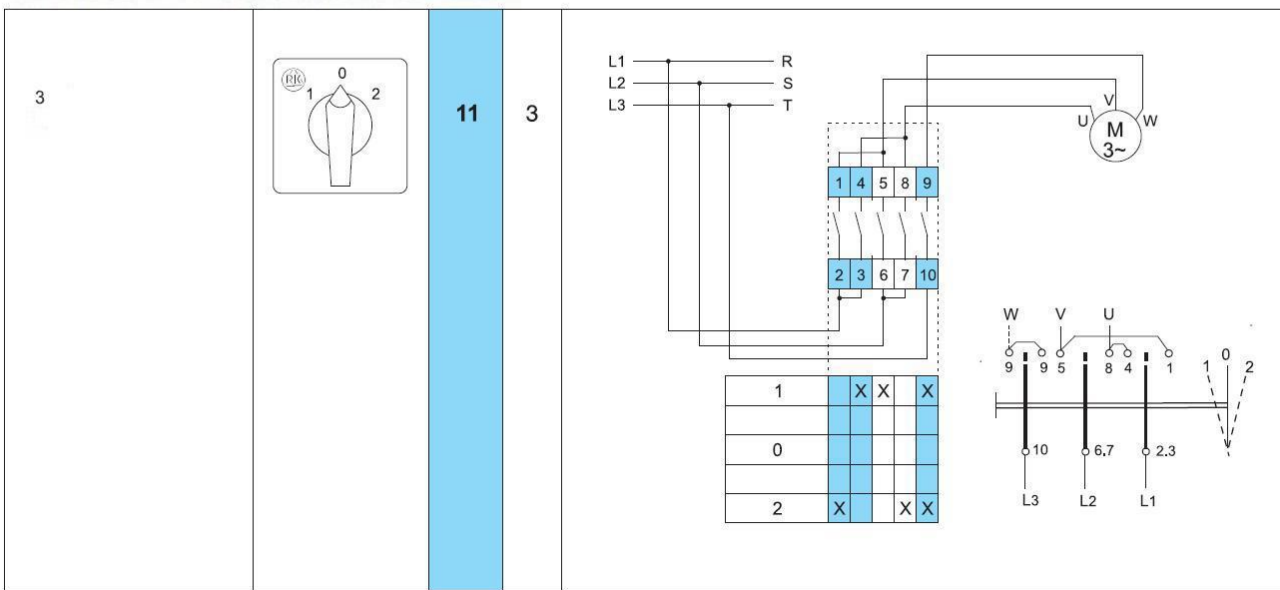 3
RK
0
1 2
11
3
L1 R
L2 S
L3 T
V
U W
M
3~
1 4 5 8 9
2 3 6 7 10
1 X X X
0
2 X X X
W V U
9 9 5 8 4 1
1 0 2
10 6,7 2.3
L3 L2 L1